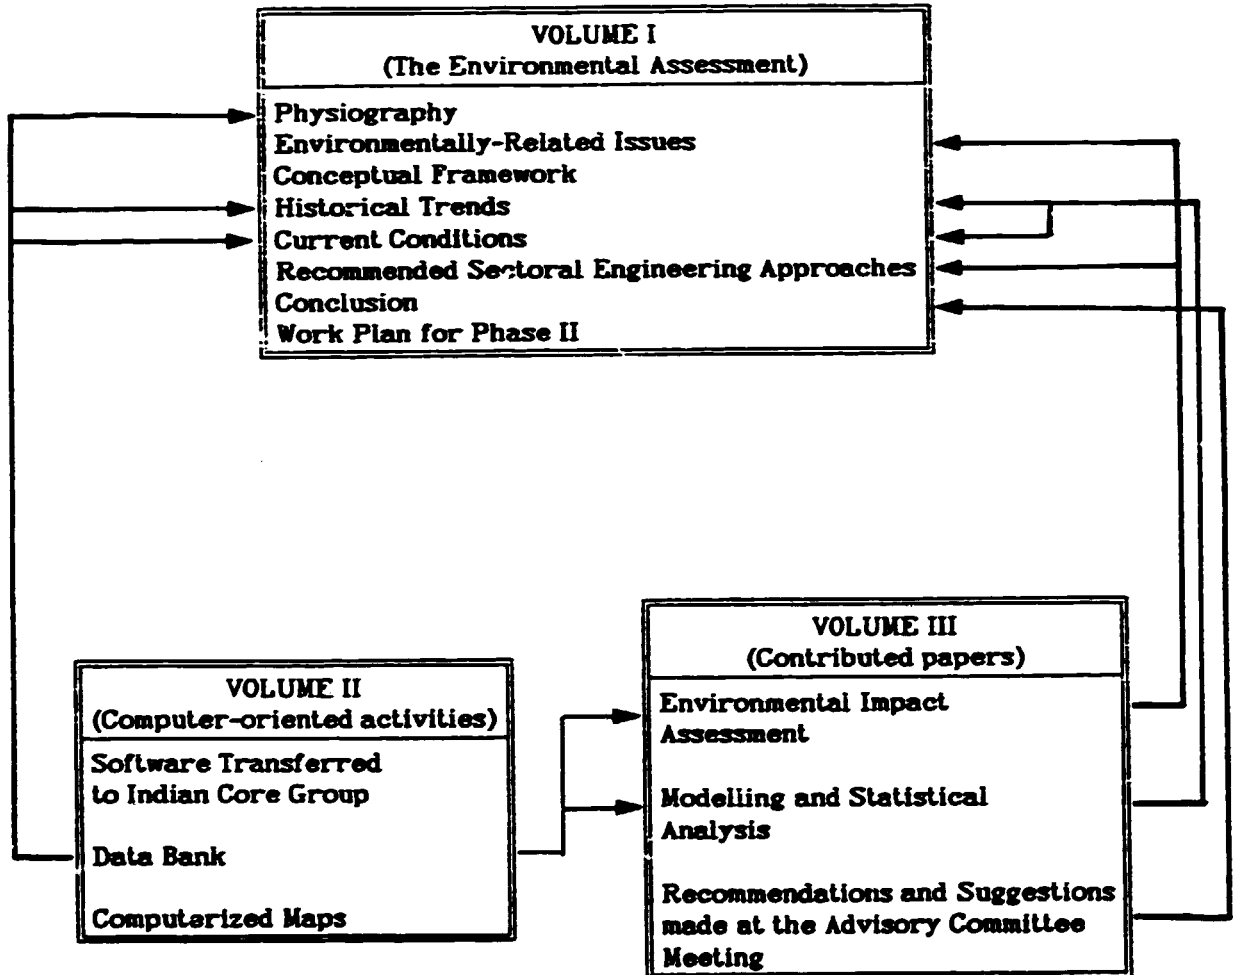 VOLUME I
(The Environmental Assessment)
Physiography
Environmentally-Related Issues
Conceptual Framework
Historical Trends
Current Conditions
Recommended Sectoral Engineering Approaches
Conclusion
Work Plan for Phase II
VOLUME II
(Computer-oriented activities)
Software Transferred
to Indian Core Group
Data Bank
Computerized Maps
VOLUME III
(Contributed papers)
Environmental Impact
Assessment
Modelling and Statistical
Analysis
Recommendations and Suggestions
made at the Advisory Committee
Meeting